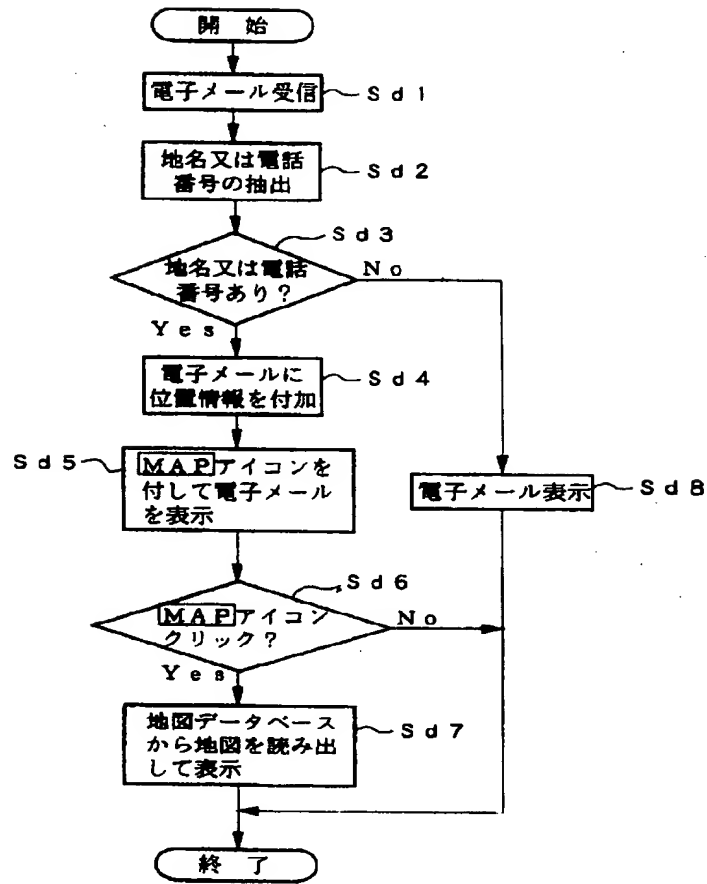 開始
電子メール受信
Sd1
地名又は電話
番号の抽出
Sd2
Sd3
地名又は電話
番号あり?
No
Yes
電子メールに
位置情報を付加
Sd4
Sd5
MAPアイコンを
付して電子メール
を表示
電子メール表示
Sd8
Sd6
MAPアイコン
クリック?
No
Yes
地図データベース
から地図を読み出
して表示
Sd7
終了